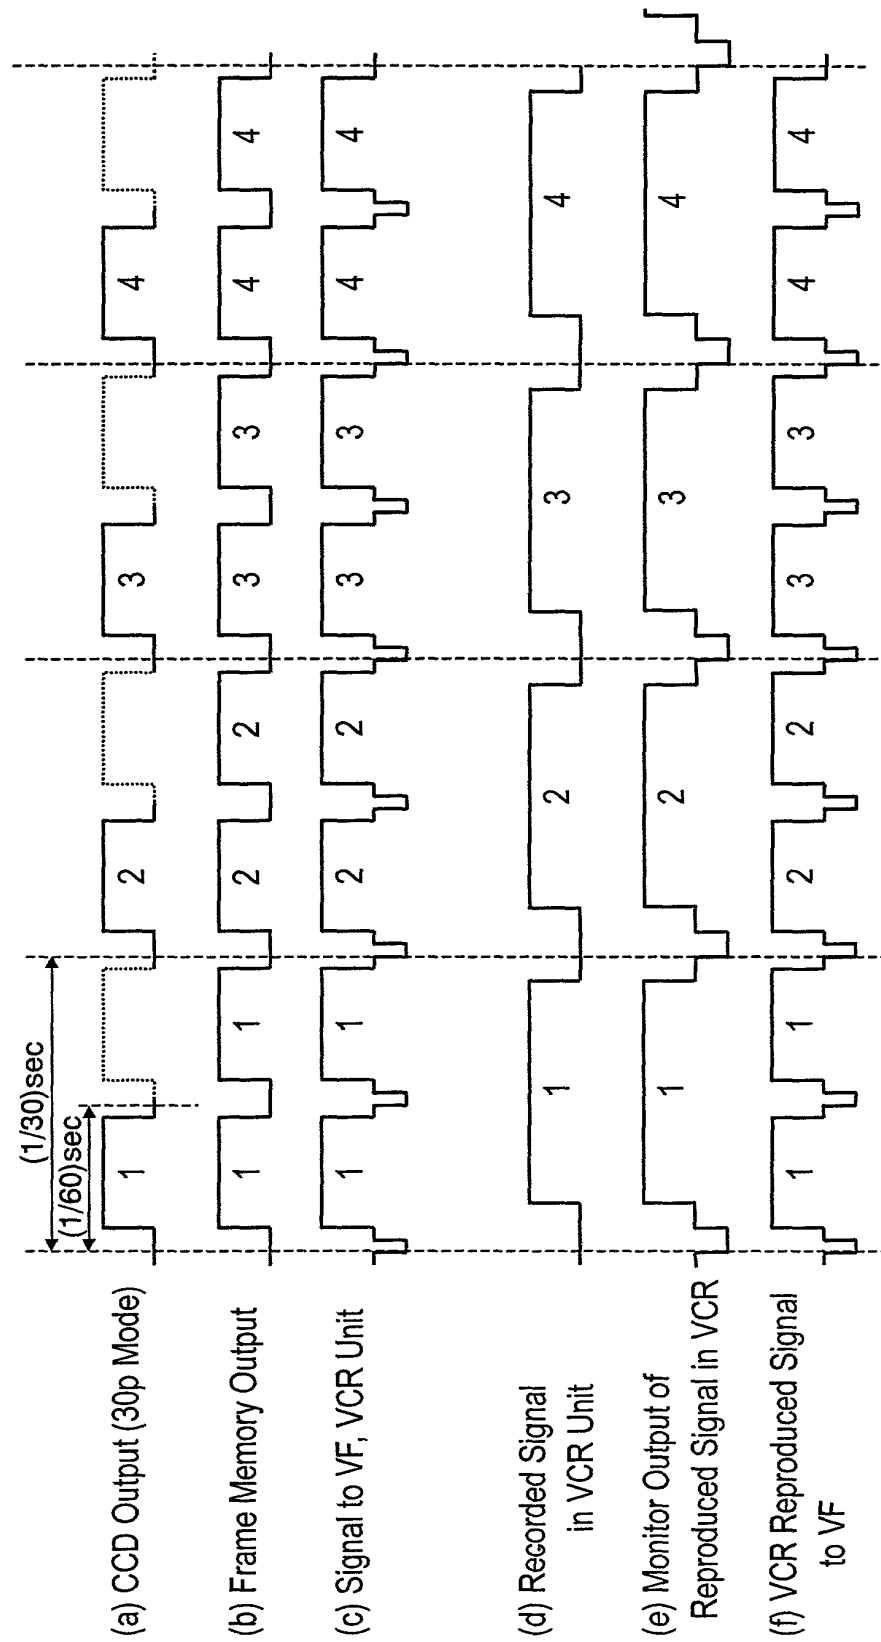 (1/30)sec
(1/60)sec
(a) CCD Output (30p Mode)
1 2 3 4
(b) Frame Memory Output
1 1 2 2 3 3 4 4
(c) Signal to VF, VCR Unit
1 1 2 2 3 3 4 4
(d) Recorded Signal
in VCR Unit
1 2 3 4
(e) Monitor Output of
Reproduced Signal in VCR
1 2 3 4
(f) VCR Reproduced Signal
to VF
1 1 2 2 3 3 4 4